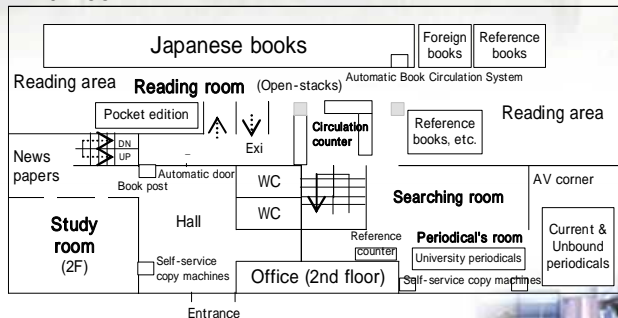 Japanese books
Foreign
books
Reference
books
Automatic Book Circulation System
Reading area
Reading room (Open-stacks)
Reading area
Pocket edition
Exi
Circulation
counter
Reference
books, etc.
DN
UP
News
papers
Automatic door
Book post
WC
WC
Searching room
AV corner
Hall
Study
room
(2F)
Reference
counter
Periodical's room
University periodicals
Current &
Unbound
periodicals
Self-service
copy machines
Office (2nd floor)
Self-service copy machines
Entrance